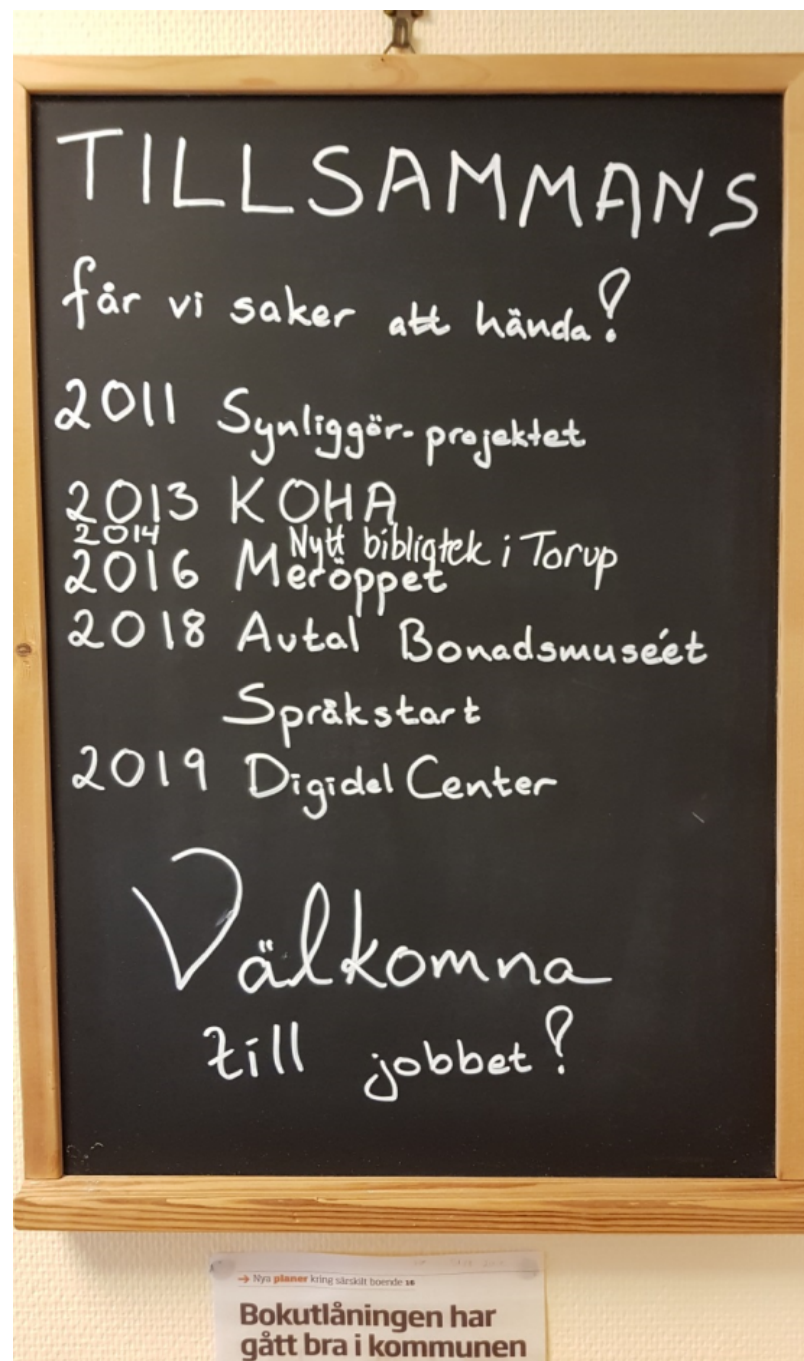 TILLSAMMANS
får vi saker att hända!
2011 Synliggör-projektet
2013 KOHA
2014 Nytt bibliotek i Torup
2016 Meröppet
2018 Avtal Bonadsmuséet
Språkstart
2019 Digidel Center
Välkomna
till jobbet!
→ Nya planer kring särskilt boende 16
Bokutlåningen har
gått bra i kommunen